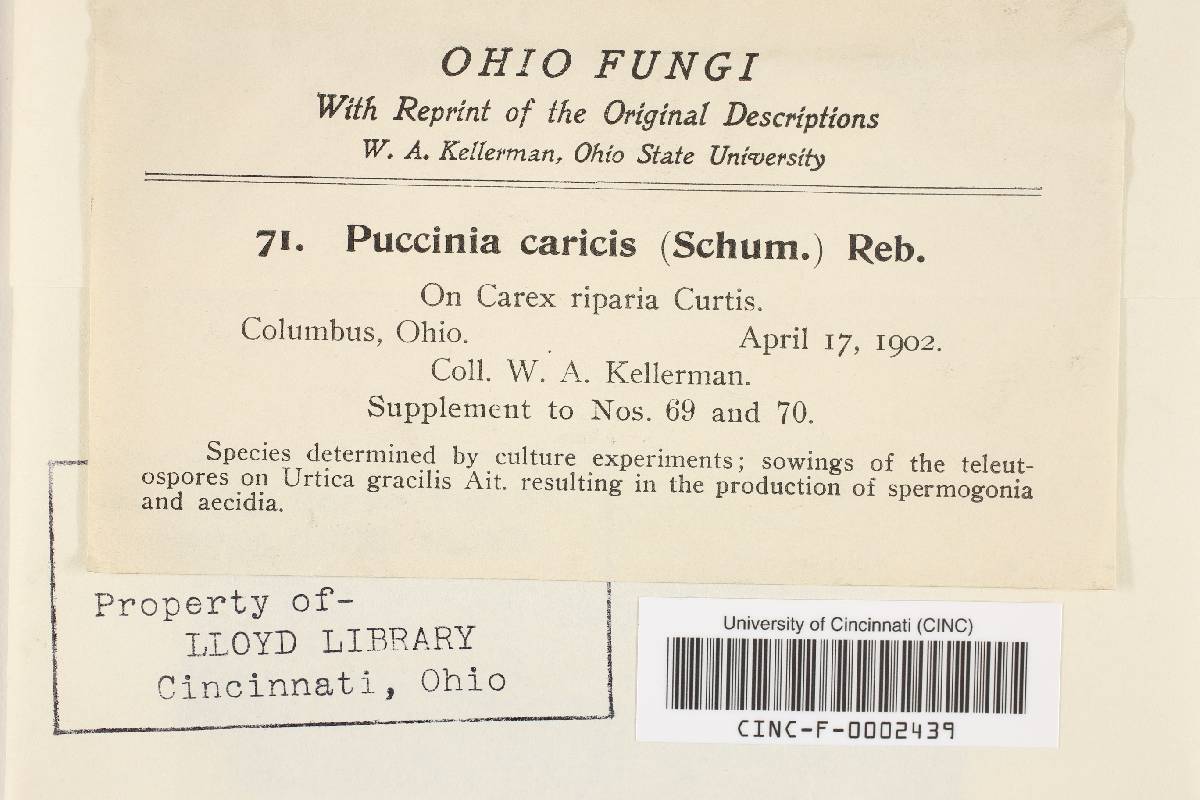 OHIO FUNGI
With Reprint of the Original Descriptions
W. A. Kellerman, Ohio State University
71. Puccinia caricis (Schum.) Reb.
On Carex riparia Curtis.
Columbus, Ohio. April 17, 1902.
Coll. W. A. Kellerman.
Supplement to Nos. 69 and 70.
Species determined by culture experiments; sowings of the teleut-
ospores on Urtica gracilis Ait. resulting in the production of spermogonia
and aecidia.
Property of-
LLOYD LIBRARY
Cincinnati, Ohio
University of Cincinnati (CINC)
CINC-F-0002439